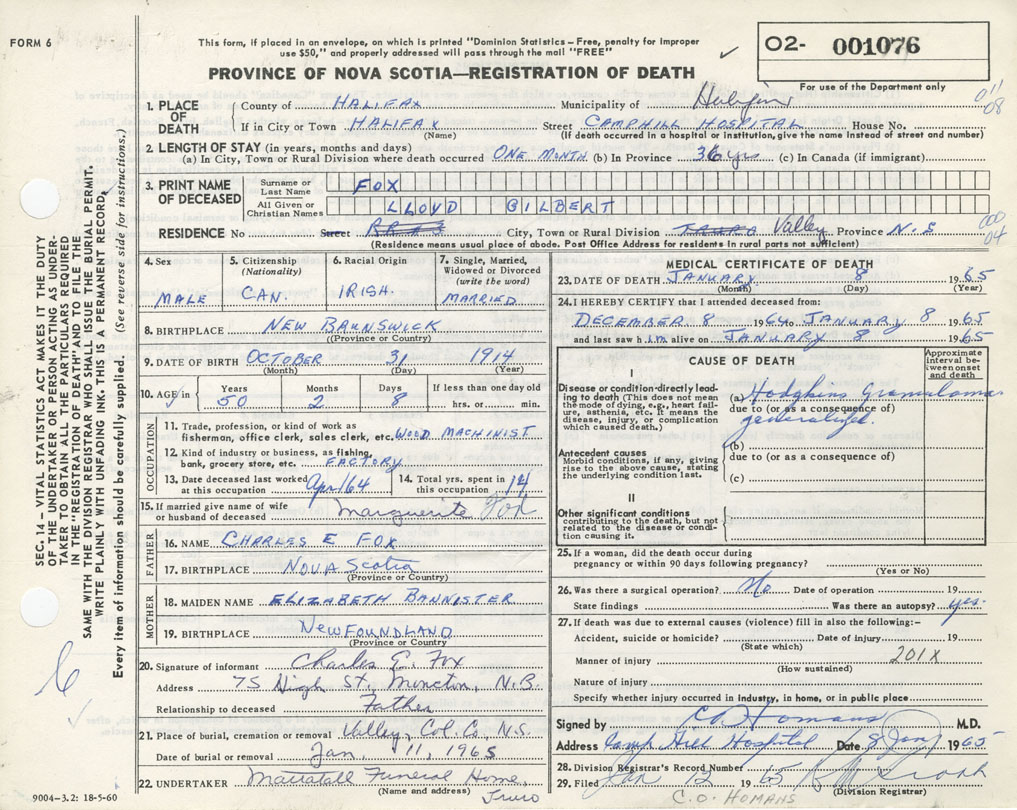 FORM 6
This form, if placed in an envelope, on which is printed "Dominion Statistics – Free, penalty for improper
use $50," and properly addressed will pass through the mail "FREE"
O2- 001076
For use of the Department only
PROVINCE OF NOVA SCOTIA—REGISTRATION OF DEATH
011
08
1. PLACE OF DEATH
County of HALIFAX Municipality of Halifax
If in City or Town HALIFAX (Name) Street CAMPHILL HOSPITAL House No.
(If death occurred in a hospital or institution, give the name instead of street and number)
2. LENGTH OF STAY (in years, months and days)
(a) In City, Town or Rural Division where death occurred ONE MONTH (b) In Province 36 yrs (c) In Canada (if immigrant)
3. PRINT NAME OF DECEASED
Surname or Last Name FOX
All Given or Christian Names LLOYD GILBERT
RESIDENCE No Street City, Town or Rural Division Valley Province N.S
000
04
(Residence means usual place of abode. Post Office Address for residents in rural parts not sufficient)
4. Sex
MALE
5. Citizenship (Nationality)
CAN.
6. Racial Origin
IRISH.
7. Single, Married, Widowed or Divorced (write the word)
MARRIED
8. BIRTHPLACE NEW BRUNSWICK
(Province or Country)
9. DATE OF BIRTH OCTOBER 31 1914
(Month) (Day) (Year)
10. AGE in Years 50 Months 2 Days 8 If less than one day old hrs. or min.
OCCUPATION
11. Trade, profession, or kind of work as
fisherman, office clerk, sales clerk, etc. WOOD MACHINIST
12. Kind of industry or business, as fishing,
bank, grocery store, etc. FACTORY
13. Date deceased last worked at this occupation Apr/64
14. Total yrs. spent in this occupation 14
15. If married give name of wife
or husband of deceased Marguerite Fox
FATHER
16. NAME CHARLES E FOX
17. BIRTHPLACE NOVA Scotia
(Province or Country)
MOTHER
18. MAIDEN NAME ELIZABETH BANNISTER
19. BIRTHPLACE NEWFOUNDLAND
(Province or Country)
20. Signature of informant Charles E. Fox
Address 75 High St, Moncton, N.B.
Relationship to deceased Father
21. Place of burial, cremation or removal Valley, Col. Co, N.S.
Date of burial or removal Jan 11, 1965
22. UNDERTAKER Mattatall Funeral Home,
(Name and address) Truro
MEDICAL CERTIFICATE OF DEATH
23. DATE OF DEATH JANUARY 8 1965
(Month) (Day) (Year)
24. I HEREBY CERTIFY that I attended deceased from:
DECEMBER 8 1964 to JANUARY 8 1965
and last saw him alive on JANUARY 8 1965
CAUSE OF DEATH
Approximate interval between onset and death
I
Disease or condition directly leading to death (This does not mean the mode of dying, e.g., heart failure, asthenia, etc. It means the disease, injury, or complication which caused death.)
(a) Hodgkins Granuloma
due to (or as a consequence of)
generalized.
Antecedent causes
Morbid conditions, if any, giving rise to the above cause, stating the underlying condition last.
(b)
due to (or as a consequence of)
(c)
II
Other significant conditions
contributing to the death, but not related to the disease or condition causing it.
25. If a woman, did the death occur during
pregnancy or within 90 days following pregnancy?
(Yes or No)
26. Was there a surgical operation? No Date of operation 19
State findings Was there an autopsy? yes.
27. If death was due to external causes (violence) fill in also the following:–
Accident, suicide or homicide? Date of injury 19
(State which)
Manner of injury 201X
(How sustained)
Nature of injury
Specify whether injury occurred in Industry, in home, or in public place
Signed by C.O. Homans M.D.
Address Camp Hill Hospital Date 8 Jan 1965
28. Division Registrar's Record Number
29. Filed Jan 12 1965
(Division Registrar)
C.O. HOMANS
SEC. 14 – VITAL STATISTICS ACT MAKES IT THE DUTY
OF THE UNDERTAKER OR PERSON ACTING AS UNDER-
TAKER TO OBTAIN ALL THE PARTICULARS REQUIRED
IN THE "REGISTRATION OF DEATH" AND TO FILE THE
SAME WITH THE DIVISION REGISTRAR WHO SHALL ISSUE THE BURIAL PERMIT.
WRITE PLAINLY WITH UNFADING INK. THIS IS A PERMANENT RECORD.
Every item of information should be carefully supplied. (See reverse side for instructions.)
9004-3.2: 18-5-60